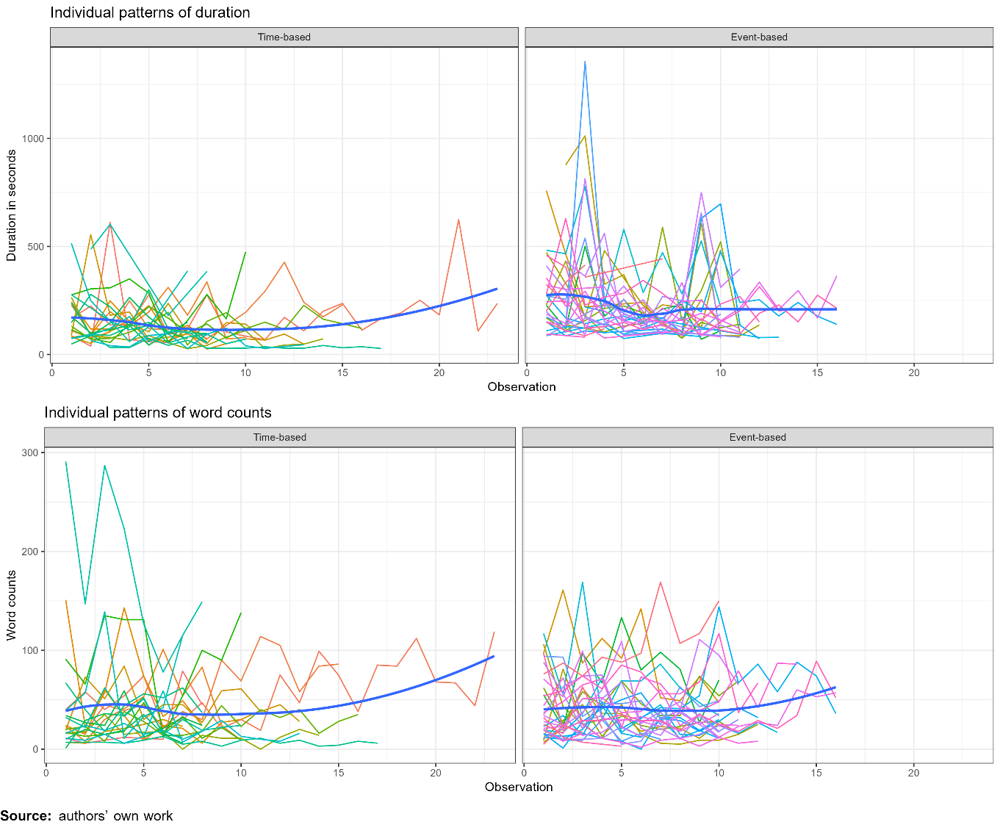 Individual patterns of duration
Time-based Event-based
1000
500
0
Duration in seconds
0 5 10 15 20 0 5 10 15 20
Observation
Individual patterns of word counts
Time-based Event-based
300
200
100
0
Word counts
0 5 10 15 20 0 5 10 15 20
Observation
Source: authors’ own work